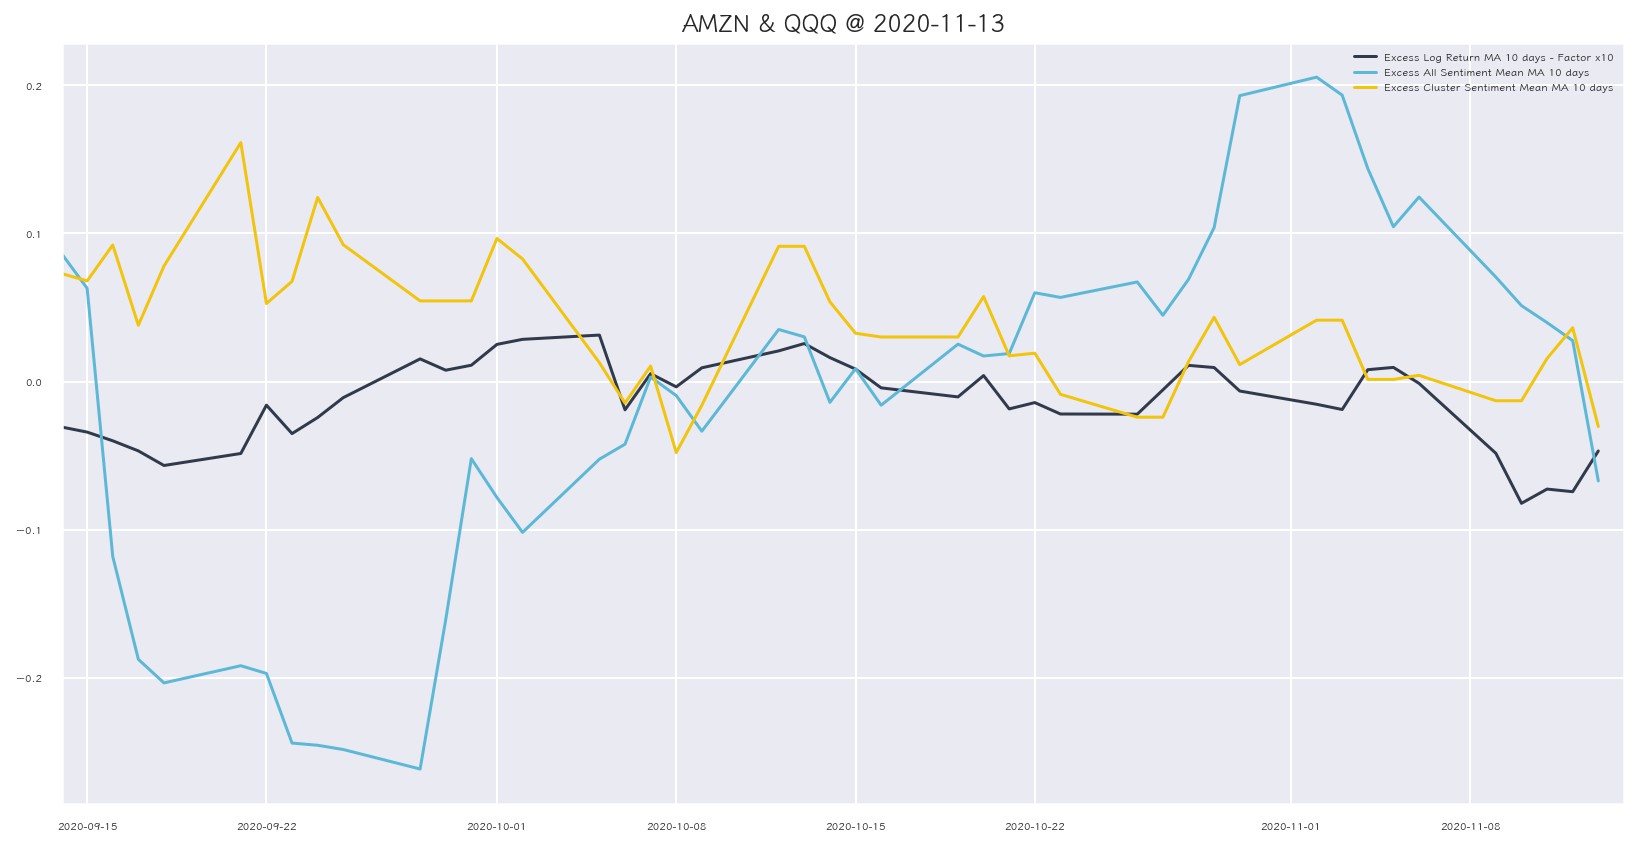 AMZN & QQQ @ 2020-11-13
Excess Log Return MA 10 days - Factor x10
Excess All Sentiment Mean MA 10 days
Excess Cluster Sentiment Mean MA 10 days
0.2
0.1
0.0
−0.1
−0.2
2020-09-15 2020-09-22 2020-10-01 2020-10-08 2020-10-15 2020-10-22 2020-11-01 2020-11-08